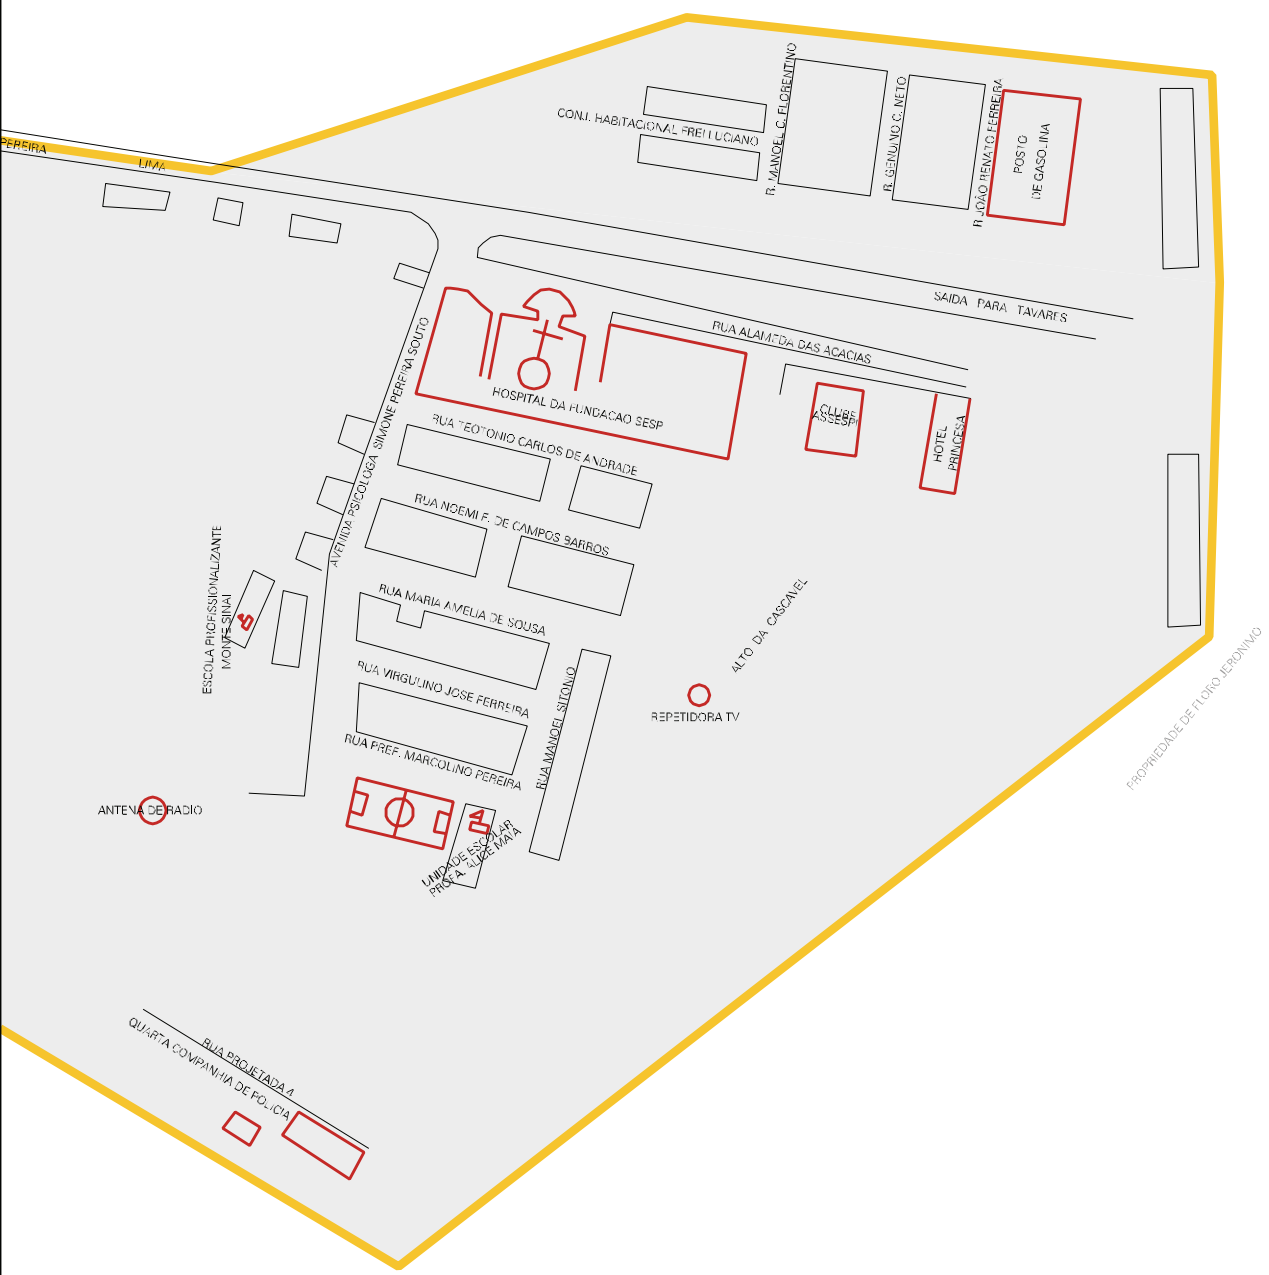 PEREIRA
LIMA
CONJ. HABITACIONAL FREI LUCIANO
R. MANOEL C. FLORENTINO
R. GENUINO C. NETO
R JOÃO RENATO FERREIRA
POSTO
DE GASOLINA
SAIDA PARA TAVARES
RUA ALAMEDA DAS ACACIAS
AVENIDA PSICOLOGA SIMONE PEREIRA SOUTO
HOSPITAL DA FUNDACAO SESP
CLUBE
ASSESPI
HOTEL
PRINCESA
RUA TEOTONIO CARLOS DE ANDRADE
RUA NOEMI F. DE CAMPOS BARROS
ESCOLA PROFISSIONALIZANTE
MONTE SINAI
RUA MARIA AMELIA DE SOUSA
ALTO DA CASCAVEL
RUA VIRGULINO JOSE FERREIRA
RUA MANOEL SITONIO
REPETIDORA TV
PROPRIEDADE DE FLORO JERONIMO
RUA PREF. MARCOLINO PEREIRA
ANTENA DE RADIO
UNIDADE ESCOLAR
PROFA. ALICE MAIA
RUA PROJETADA 4
QUARTA COMPANHIA DE POLICIA